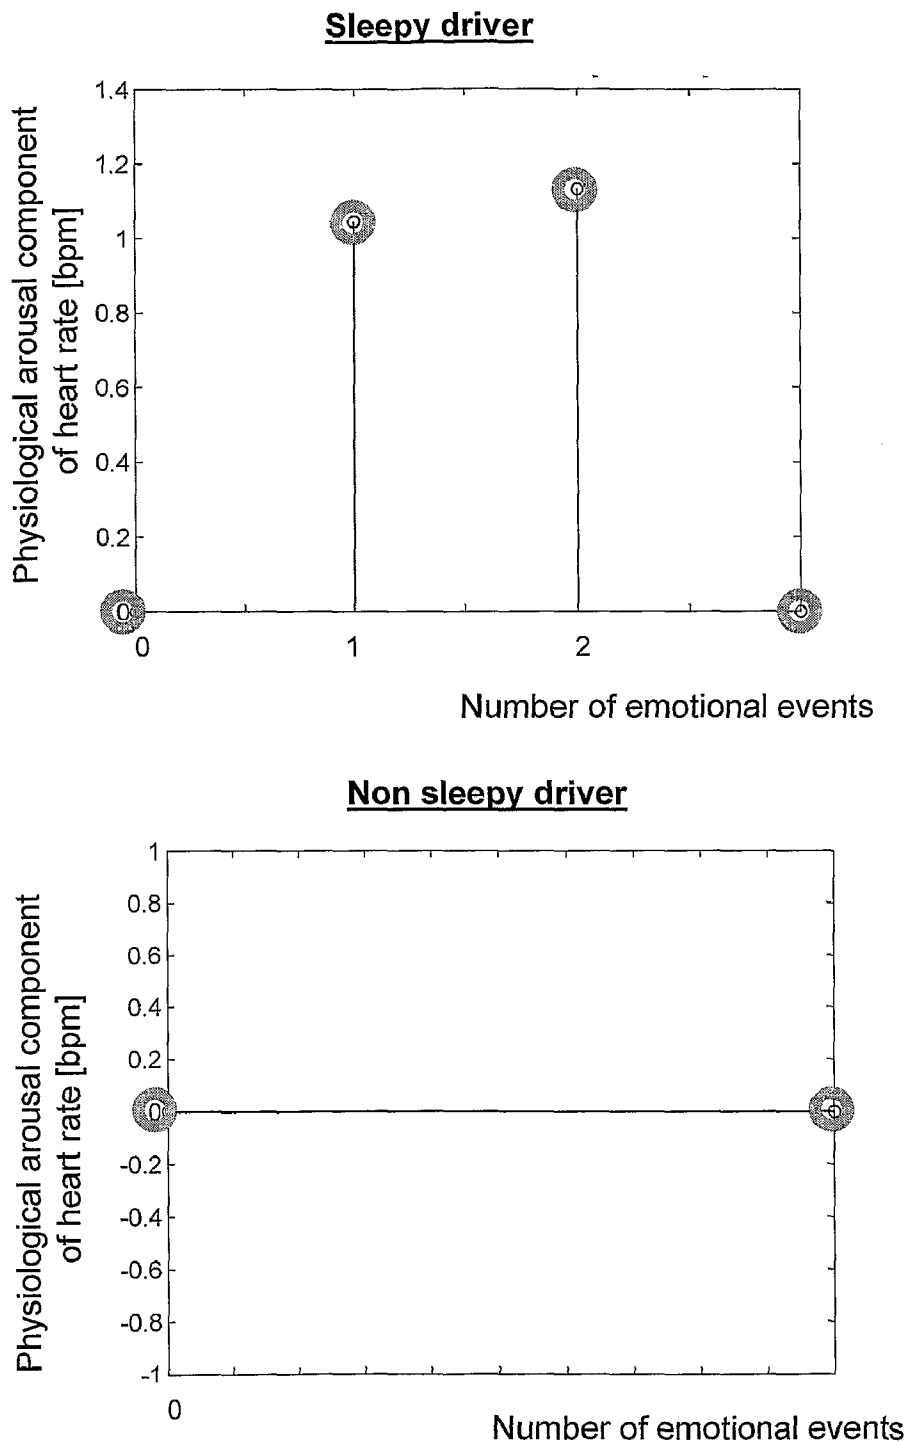 Sleepy driver
Physiological arousal component
of heart rate [bpm]
1.4
1.2
1
0.8
0.6
0.4
0.2
0
0
1
2
Number of emotional events
Non sleepy driver
Physiological arousal component
of heart rate [bpm]
1
0.8
0.6
0.4
0.2
0
-0.2
-0.4
-0.6
-0.8
-1
0
Number of emotional events